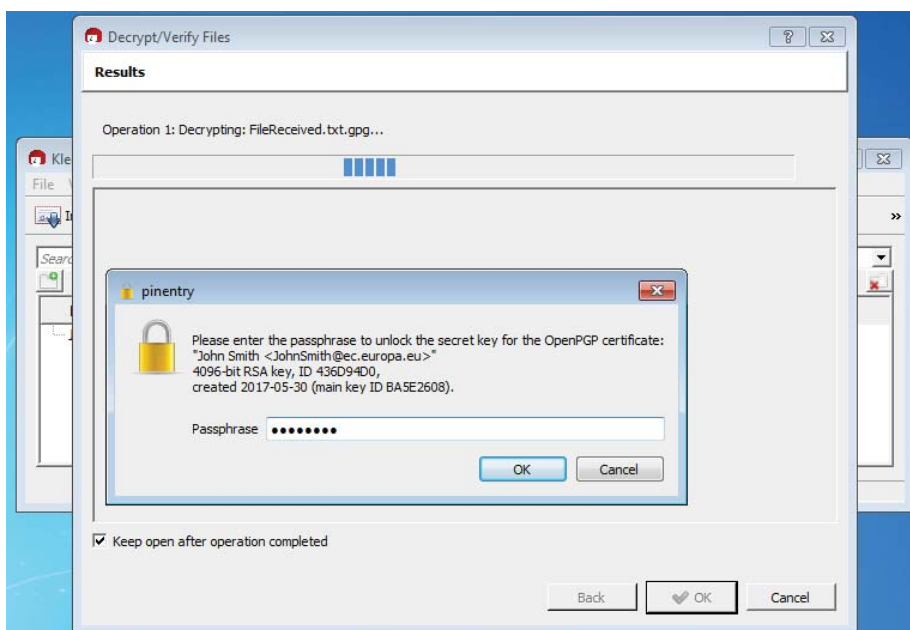 Decrypt/Verify Files
Results
Operation 1: Decrypting: FileReceived.txt.gpg...
File
»
pinentry
Please enter the passphrase to unlock the secret key for the OpenPGP certificate:
"John Smith <JohnSmith@ec.europa.eu>"
4096-bit RSA key, ID 436D94D0,
created 2017-05-30 (main key ID BA5E2608).
Passphrase ●●●●●●●●
OK Cancel
Keep open after operation completed
Back OK Cancel